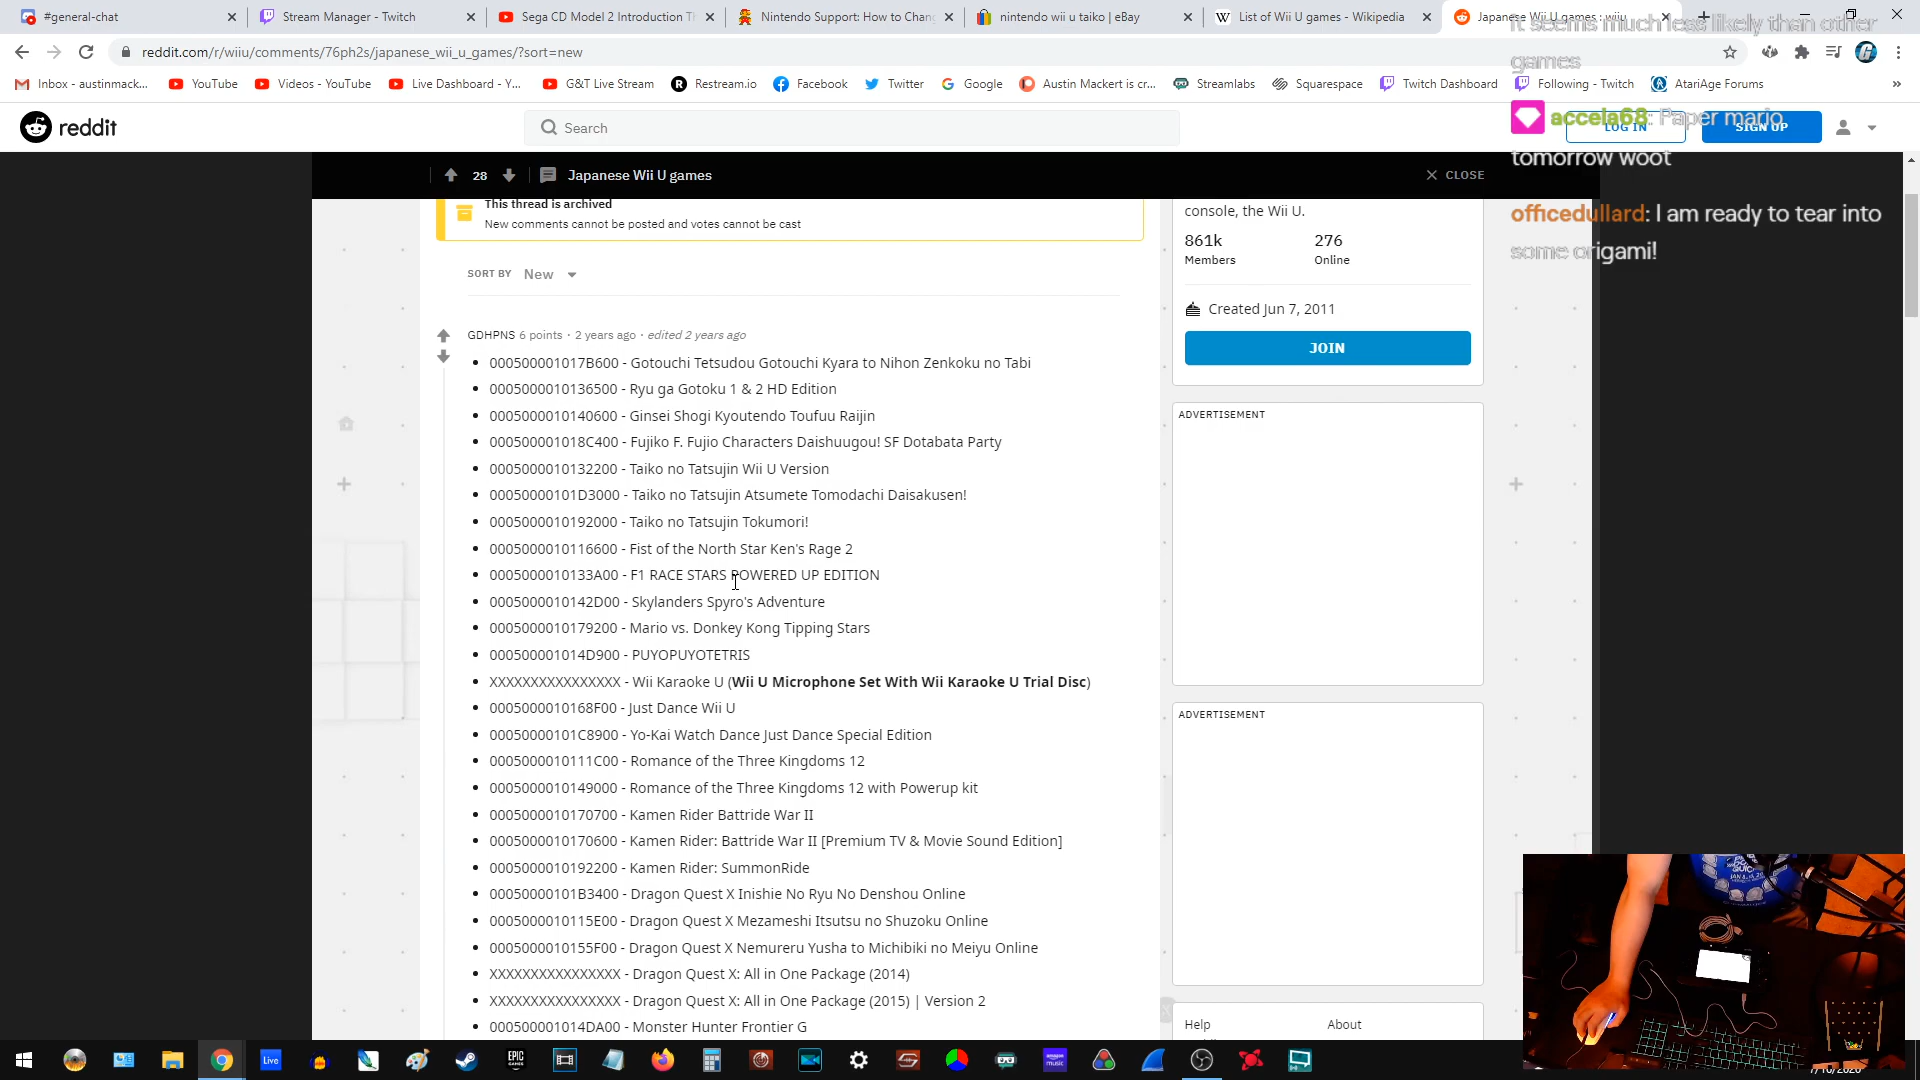 #general-chat
Stream Manager - Twitch
Sega CD Model 2 Introduction Th
Nintendo Support: How to Chang
nintendo wii u taiko | eBay
List of Wii U games - Wikipedia
Japanese Wii U games : wiiu
reddit.com/r/wiiu/comments/76ph2s/japanese_wii_u_games/?sort=new
Inbox - austinmack...
YouTube
Videos - YouTube
Live Dashboard - Y...
G&T Live Stream
Restream.io
Facebook
Twitter
Google
Austin Mackert is cr...
Streamlabs
Squarespace
Twitch Dashboard
Following - Twitch
AtariAge Forums
it seems much less likely than other
games
accela68: Paper mario
tomorrow woot
officedullard: I am ready to tear into
some origami!
reddit
Search
LOG IN
SIGN UP
28
Japanese Wii U games
CLOSE
This thread is archived
New comments cannot be posted and votes cannot be cast
SORT BY New
GDHPNS 6 points · 2 years ago · edited 2 years ago
• 000500001017B600 - Gotouchi Tetsudou Gotouchi Kyara to Nihon Zenkoku no Tabi
• 0005000010136500 - Ryu ga Gotoku 1 & 2 HD Edition
• 0005000010140600 - Ginsei Shogi Kyoutendo Toufuu Raijin
• 000500001018C400 - Fujiko F. Fujio Characters Daishuugou! SF Dotabata Party
• 0005000010132200 - Taiko no Tatsujin Wii U Version
• 00050000101D3000 - Taiko no Tatsujin Atsumete Tomodachi Daisakusen!
• 0005000010192000 - Taiko no Tatsujin Tokumori!
• 0005000010116600 - Fist of the North Star Ken's Rage 2
• 0005000010133A00 - F1 RACE STARS POWERED UP EDITION
• 0005000010142D00 - Skylanders Spyro's Adventure
• 0005000010179200 - Mario vs. Donkey Kong Tipping Stars
• 000500001014D900 - PUYOPUYOTETRIS
• XXXXXXXXXXXXXXXX - Wii Karaoke U (Wii U Microphone Set With Wii Karaoke U Trial Disc)
• 0005000010168F00 - Just Dance Wii U
• 00050000101C8900 - Yo-Kai Watch Dance Just Dance Special Edition
• 0005000010111C00 - Romance of the Three Kingdoms 12
• 0005000010149000 - Romance of the Three Kingdoms 12 with Powerup kit
• 0005000010170700 - Kamen Rider Battride War II
• 0005000010170600 - Kamen Rider: Battride War II [Premium TV & Movie Sound Edition]
• 0005000010192200 - Kamen Rider: SummonRide
• 00050000101B3400 - Dragon Quest X Inishie No Ryu No Denshou Online
• 0005000010115E00 - Dragon Quest X Mezameshi Itsutsu no Shuzoku Online
• 0005000010155F00 - Dragon Quest X Nemureru Yusha to Michibiki no Meiyu Online
• XXXXXXXXXXXXXXXX - Dragon Quest X: All in One Package (2014)
• XXXXXXXXXXXXXXXX - Dragon Quest X: All in One Package (2015) | Version 2
• 000500001014DA00 - Monster Hunter Frontier G
console, the Wii U.
861k
Members
276
Online
Created Jun 7, 2011
JOIN
ADVERTISEMENT
ADVERTISEMENT
Help
About
Live
EPIC GAMES
amazon music